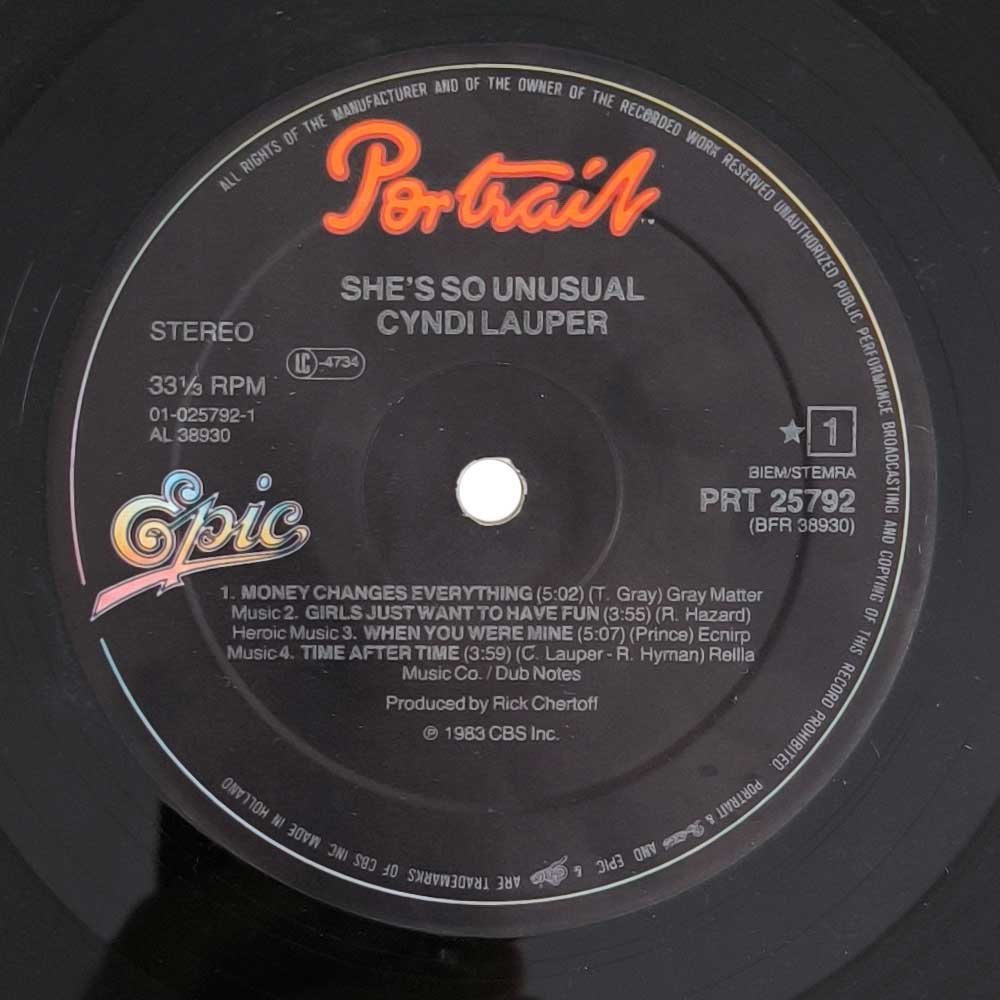 ALL RIGHTS OF THE MANUFACTURER AND OF THE OWNER OF THE RECORDED WORK RESERVED UNAUTHORIZED PUBLIC PERFORMANCE BROADCASTING AND COPYING OF THIS RECORD PROHIBITED
Portrait
SHE'S SO UNUSUAL
CYNDI LAUPER
STEREO
LC-4734
33⅓ RPM
01-025792-1
AL 38930
★ 1
BIEM/STEMRA
PRT 25792
(BFR 38930)
Epic
1. MONEY CHANGES EVERYTHING (5:02) (T. Gray) Gray Matter
Music 2. GIRLS JUST WANT TO HAVE FUN (3:55) (R. Hazard)
Heroic Music 3. WHEN YOU WERE MINE (5:07) (Prince) Ecnirp
Music 4. TIME AFTER TIME (3:59) (C. Lauper - R. Hyman) Rellla
Music Co. / Dub Notes
Produced by Rick Chertoff
℗ 1983 CBS Inc.
PORTRAIT & Portrait AND EPIC & Epic ARE TRADEMARKS OF CBS INC MADE IN HOLLAND